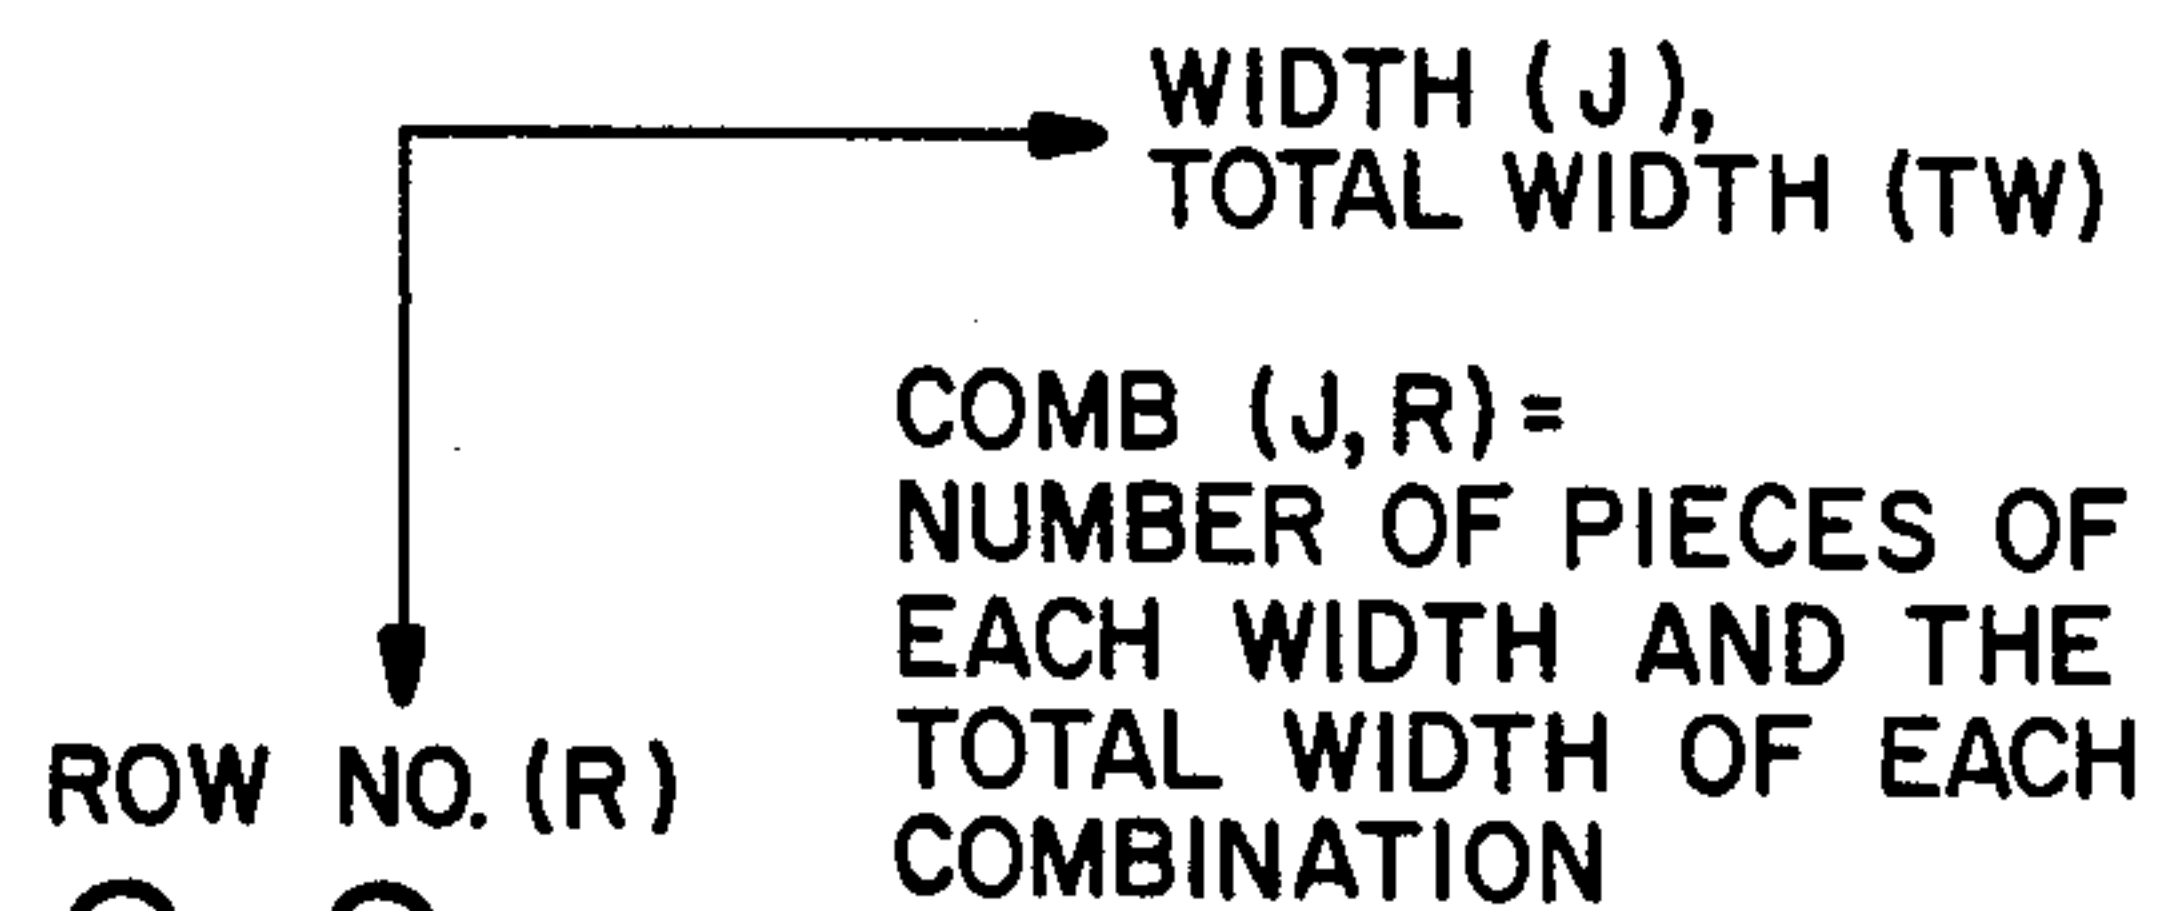 WIDTH (J),
TOTAL WIDTH (TW)
COMB (J,R)=
NUMBER OF PIECES OF
EACH WIDTH AND THE
TOTAL WIDTH OF EACH
COMBINATION
ROW NO. (R)